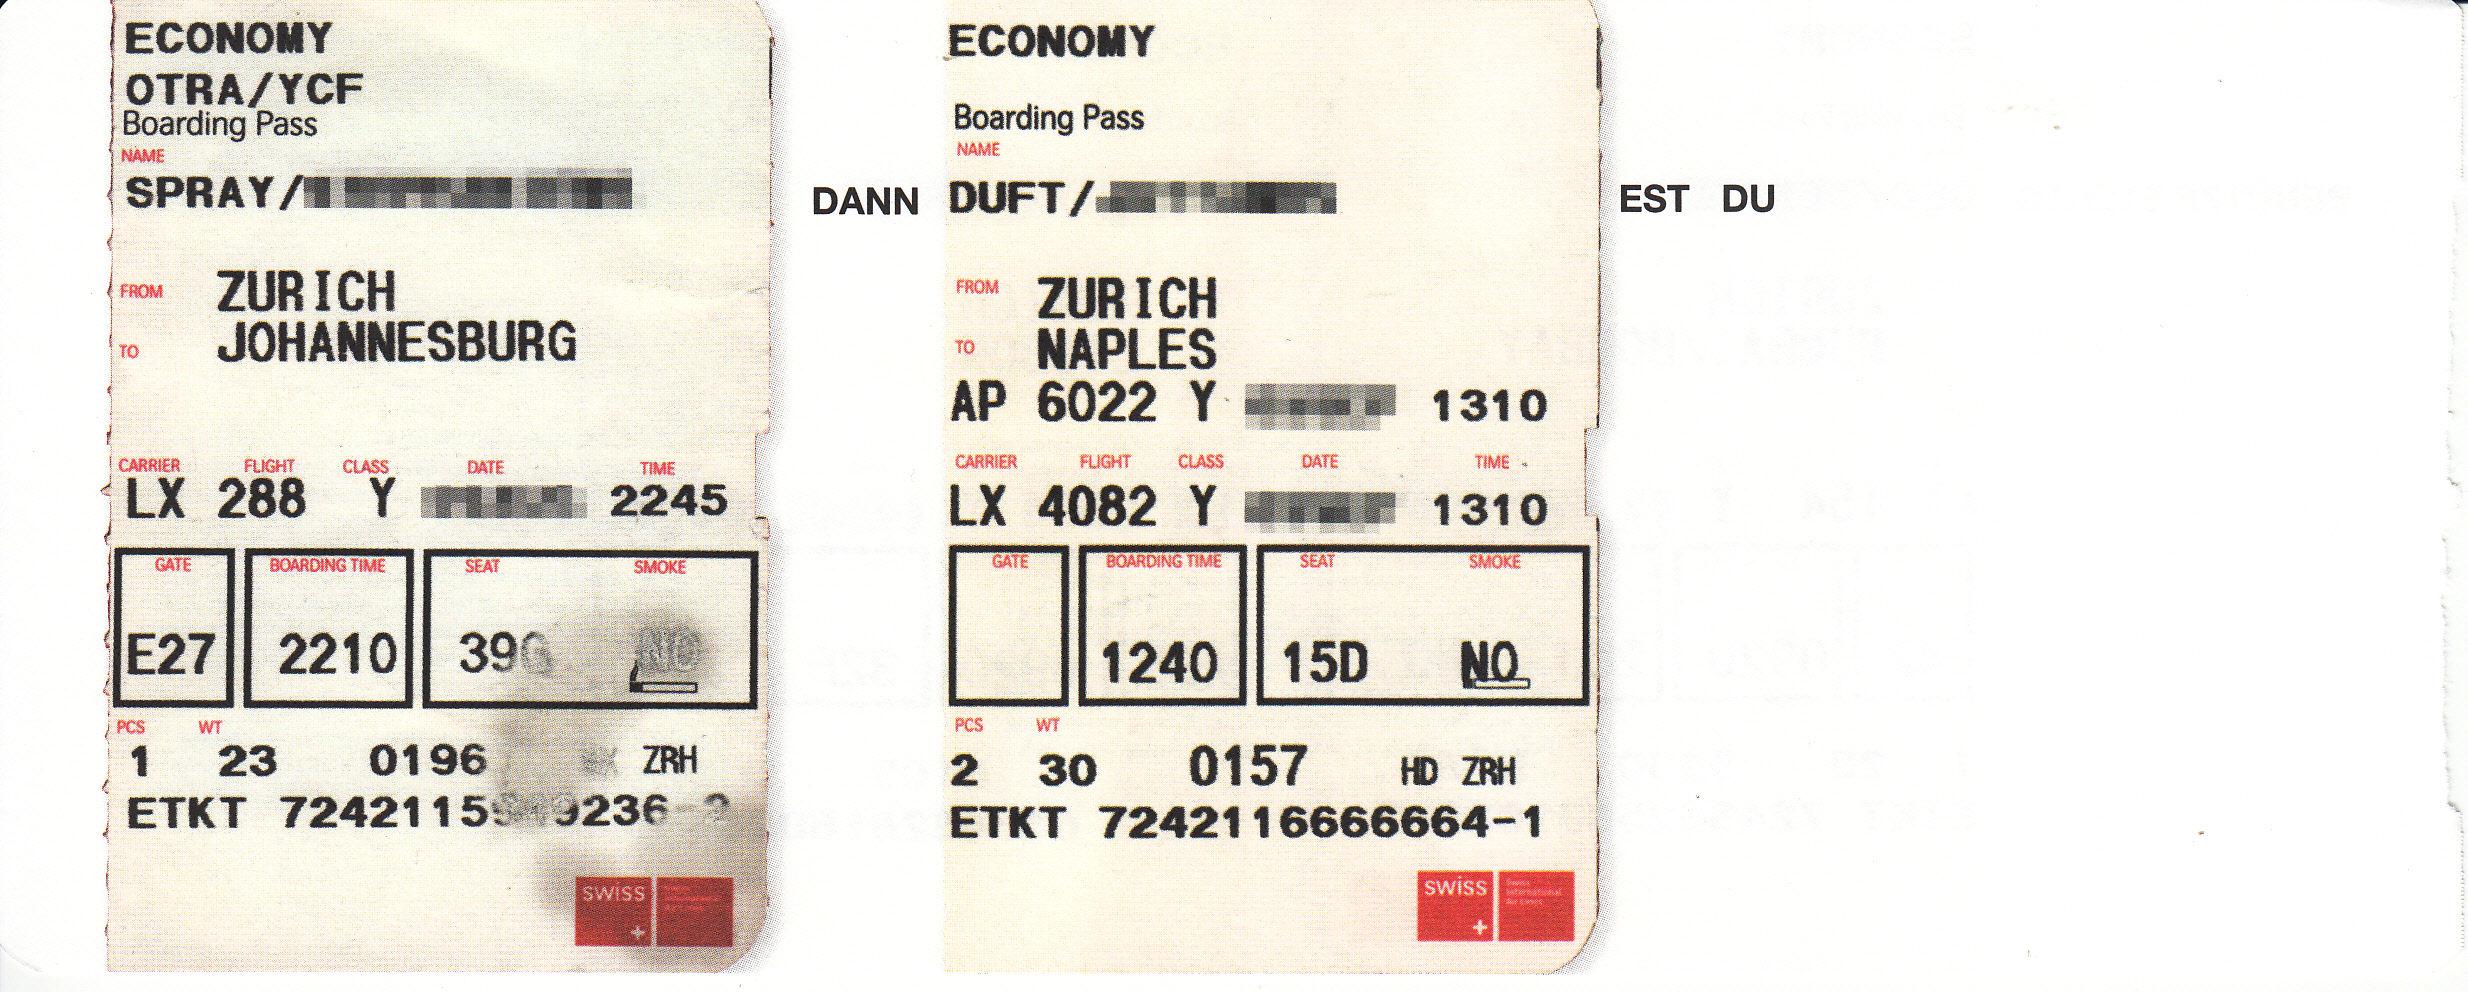 ECONOMY
OTRA/YCF
Boarding Pass
NAME
SPRAY/
FROM ZURICH
TO JOHANNESBURG
CARRIER FLIGHT CLASS DATE TIME
LX 288 Y 2245
GATE BOARDING TIME SEAT SMOKE
E27 2210 39G NO
PCS WT
1 23 0196 ZRH
ETKT
swiss
DANN
ECONOMY
Boarding Pass
NAME
DUFT/
FROM ZURICH
TO NAPLES
AP 6022 Y 1310
CARRIER FLIGHT CLASS DATE TIME
LX 4082 Y 1310
GATE BOARDING TIME SEAT SMOKE
1240 15D NO
PCS WT
2 30 0157 HD ZRH
ETKT 7242116666664-1
swiss
Swiss
International
Air Lines
EST DU